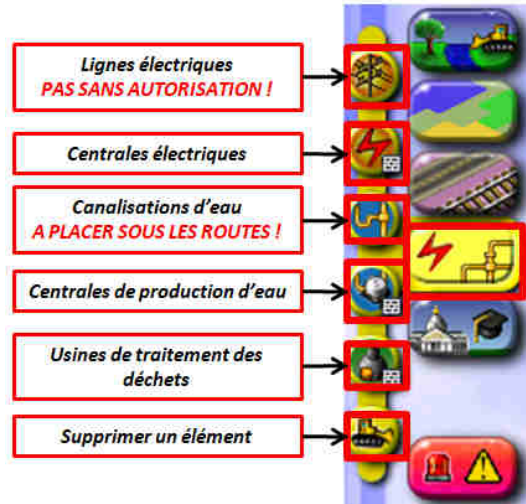 Lignes électriques
PAS SANS AUTORISATION !
Centrales électriques
Canalisations d'eau
A PLACER SOUS LES ROUTES !
Centrales de production d'eau
Usines de traitement des
déchets
Supprimer un élément